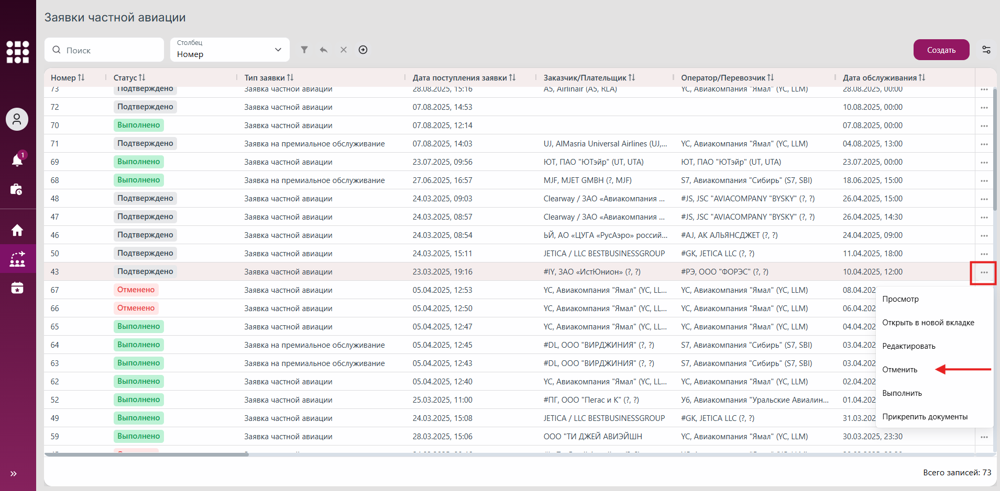 Заявки частной авиации
Поиск
Столбец
Номер
Создать
1
Номер Статус Тип заявки Дата поступления заявки Заказчик/Плательщик Оператор/Перевозчик Дата обслуживания
73 Подтверждено Заявка частной авиации 28.08.2025, 15:16 A5, Airlinair (A5, RLA) YC, Авиакомпания "Ямал" (YC, LLM) 28.08.2025, 00:00
72 Подтверждено Заявка частной авиации 07.08.2025, 14:53 10.08.2025, 00:00
70 Выполнено Заявка частной авиации 07.08.2025, 12:14 07.08.2025, 00:00
71 Подтверждено Заявка на премиальное обслуживание 07.08.2025, 14:03 UJ, AlMasria Universal Airlines (UJ,... YC, Авиакомпания "Ямал" (YC, LLM) 04.08.2025, 13:00
69 Выполнено Заявка частной авиации 23.07.2025, 09:56 ЮТ, ПАО "ЮТэйр" (UT, UTA) ЮТ, ПАО "ЮТэйр" (UT, UTA) 23.07.2025, 00:00
68 Выполнено Заявка на премиальное обслуживание 27.06.2025, 16:57 MJF, MJET GMBH (?, MJF) S7, Авиакомпания "Сибирь" (S7, SBI) 18.06.2025, 15:00
48 Подтверждено Заявка частной авиации 24.03.2025, 09:03 Clearway / ЗАО «Авиакомпания ... #JS, JSC "AVIACOMPANY "BYSKY" (?, ?) 26.04.2025, 15:00
47 Подтверждено Заявка частной авиации 24.03.2025, 08:57 Clearway / ЗАО «Авиакомпания ... #JS, JSC "AVIACOMPANY "BYSKY" (?, ?) 26.04.2025, 14:30
46 Подтверждено Заявка частной авиации 24.03.2025, 08:54 ЬЙ, АО «ЦУГА «РусАэро» россий... #AJ, АК АЛЬЯНСДЖЕТ (?, ?) 24.04.2025, 09:00
50 Подтверждено Заявка частной авиации 24.03.2025, 15:11 JETICA / LLC BESTBUSINESSGROUP #GK, JETICA LLC (?, ?) 11.04.2025, 18:00
43 Подтверждено Заявка частной авиации 23.03.2025, 19:16 #IY, ЗАО «ИстЮнион» (?, ?) #РЭ, ООО "ФОРЭС" (?, ?) 10.04.2025, 12:00
67 Отменено Заявка частной авиации 05.04.2025, 12:53 YC, Авиакомпания "Ямал" (YC, LL... YC, Авиакомпания "Ямал" (YC, LLM) 08.04.202
66 Отменено Заявка частной авиации 05.04.2025, 12:50 YC, Авиакомпания "Ямал" (YC, LL... YC, Авиакомпания "Ямал" (YC, LLM) 06.04.202
65 Выполнено Заявка частной авиации 05.04.2025, 12:47 YC, Авиакомпания "Ямал" (YC, LL... YC, Авиакомпания "Ямал" (YC, LLM) 04.04.202
64 Выполнено Заявка на премиальное обслуживание 05.04.2025, 12:45 #DL, ООО "ВИРДЖИНИЯ" (?, ?) S7, Авиакомпания "Сибирь" (S7, SBI) 03.04.202
63 Выполнено Заявка на премиальное обслуживание 05.04.2025, 12:43 #DL, ООО "ВИРДЖИНИЯ" (?, ?) S7, Авиакомпания "Сибирь" (S7, SBI) 03.04.202
62 Выполнено Заявка частной авиации 05.04.2025, 12:40 YC, Авиакомпания "Ямал" (YC, LL... YC, Авиакомпания "Ямал" (YC, LLM) 02.04.202
52 Выполнено Заявка частной авиации 25.03.2025, 11:00 #ПГ, ООО "Пегас и К" (?, ?) У6, Авиакомпания "Уральские Авиалин... 01.04.202
49 Выполнено Заявка частной авиации 24.03.2025, 15:08 JETICA / LLC BESTBUSINESSGROUP #GK, JETICA LLC (?, ?) 31.03.202
59 Выполнено Заявка частной авиации 28.03.2025, 15:06 ООО "ТИ ДЖЕЙ АВИЭЙШН YC, Авиакомпания "Ямал" (YC, LLM) 30.03.2025, 23:30
Просмотр
Открыть в новой вкладке
Редактировать
Отменить
Выполнить
Прикрепить документы
Всего записей: 73